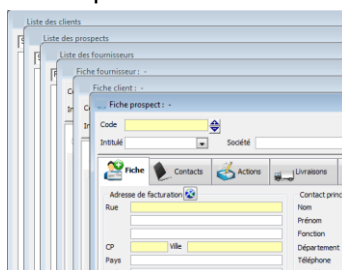 Liste des clients
Liste des prospects
Liste des fournisseurs
Fiche fournisseur : -
Fiche client : -
Fiche prospect : -
Code
Intitulé Société
Fiche Contacts Actions Livraisons
Adresse de facturation Contact princ
Rue Nom
Prénom
Fonction
CP Ville Département
Pays Téléphone